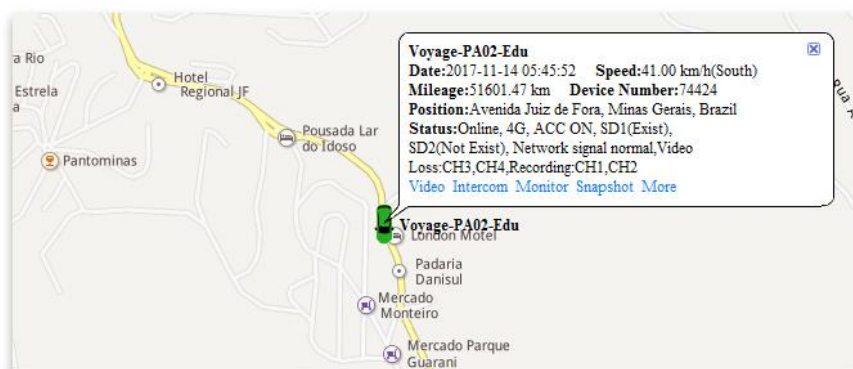 a Rio
Estrela
a
Hotel
Regional JF
Pousada Lar
do Idoso
Pantominas
Voyage-PA02-Edu
Date:2017-11-14 05:45:52 Speed:41.00 km/h(South)
Mileage:51601.47 km Device Number:74424
Position:Avenida Juiz de Fora, Minas Gerais, Brazil
Status:Online, 4G, ACC ON, SD1(Exist),
SD2(Not Exist), Network signal normal,Video
Loss:CH3,CH4,Recording:CH1,CH2
Video Intercom Monitor Snapshot More
Rua A
Voyage-PA02-Edu
London Motel
Padaria
Danisul
Mercado
Monteiro
Mercado Parque
Guarani